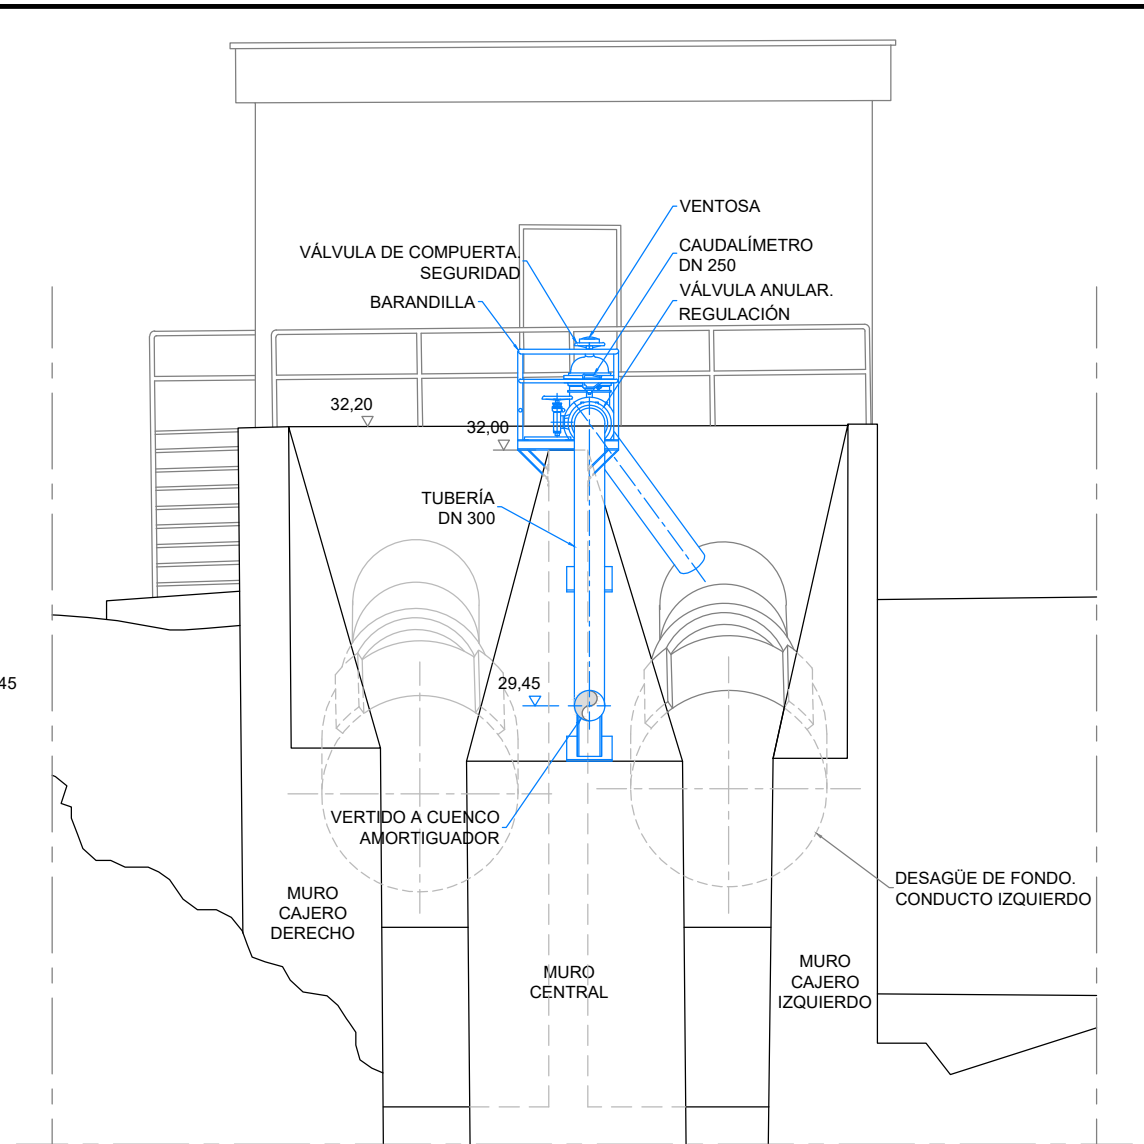 VENTOSA
VÁLVULA DE COMPUERTA.
SEGURIDAD
CAUDALÍMETRO
DN 250
BARANDILLA
VÁLVULA ANULAR.
REGULACIÓN
32,20
32,00
TUBERÍA
DN 300
29,45
45
VERTIDO A CUENCO
AMORTIGUADOR
DESAGÜE DE FONDO.
CONDUCTO IZQUIERDO
MURO
CAJERO
DERECHO
MURO
CENTRAL
MURO
CAJERO
IZQUIERDO